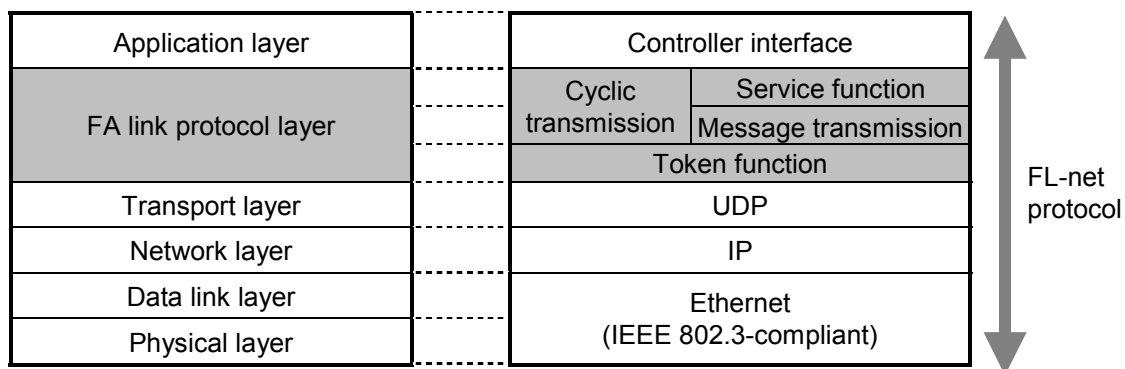 Application layer
FA link protocol layer
Transport layer
Network layer
Data link layer
Physical layer
Controller interface
Cyclic
transmission
Service function
Message transmission
Token function
UDP
IP
Ethernet
(IEEE 802.3-compliant)
FL-net
protocol